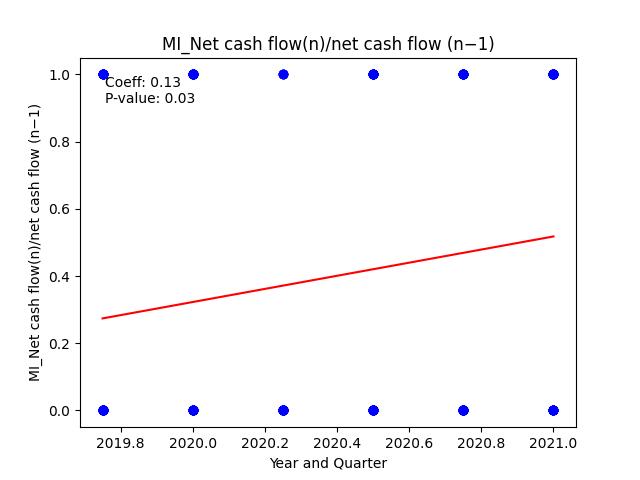 MI_Net cash flow(n)/net cash flow (n−1)
MI_Net cash flow(n)/net cash flow (n−1)
1.0
0.8
0.6
0.4
0.2
0.0
Coeff: 0.13
P-value: 0.03
2019.8 2020.0 2020.2 2020.4 2020.6 2020.8 2021.0
Year and Quarter